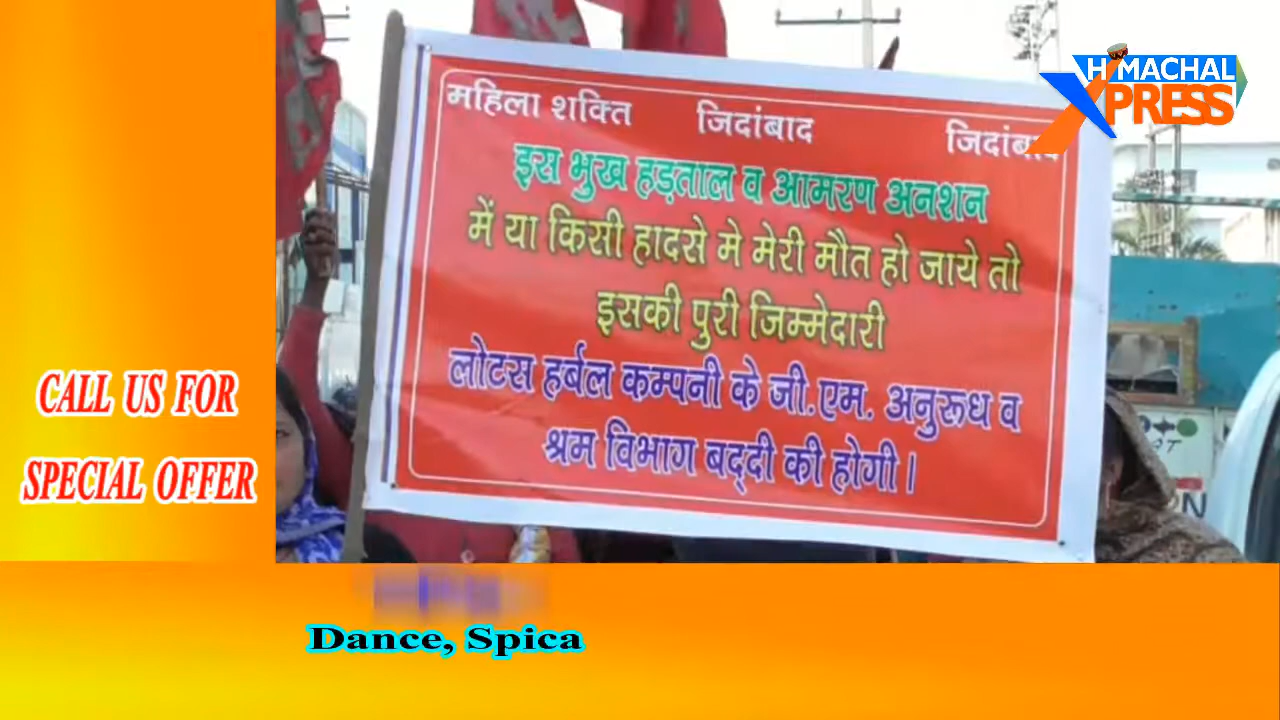 HIMACHAL
XPRESS
महिला शक्ति जिदांबाद जिदांबाद
इस भुख हड़ताल व आमरण अनशन
में या किसी हादसे मे मेरी मौत हो जाये तो
इसकी पुरी जिम्मेदारी
लोटस हर्बल कम्पनी के जी.एम. अनुरूध व
श्रम विभाग बद्दी की होगी।
CALL US FOR
SPECIAL OFFER
Dance, Spica